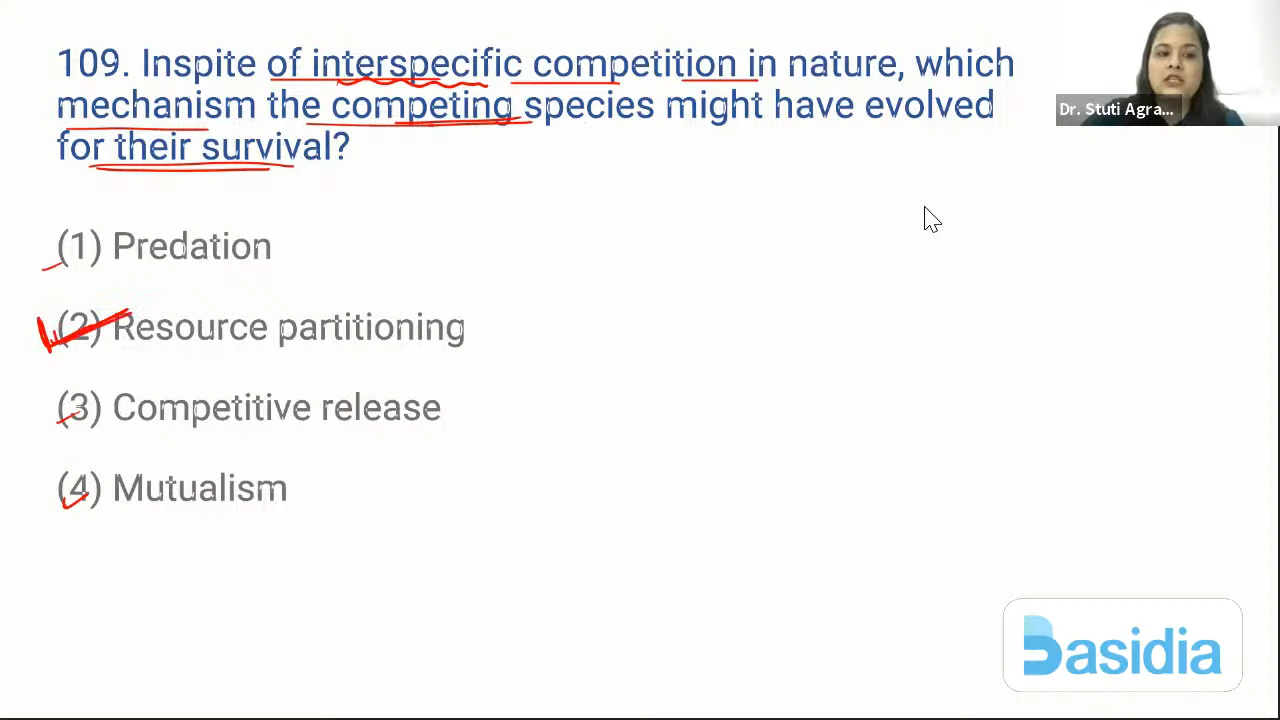 109. Inspite of interspecific competition in nature, which
mechanism the competing species might have evolved
for their survival?
Dr. Stuti Agra...
(1) Predation
(2) Resource partitioning
(3) Competitive release
(4) Mutualism
Basidia